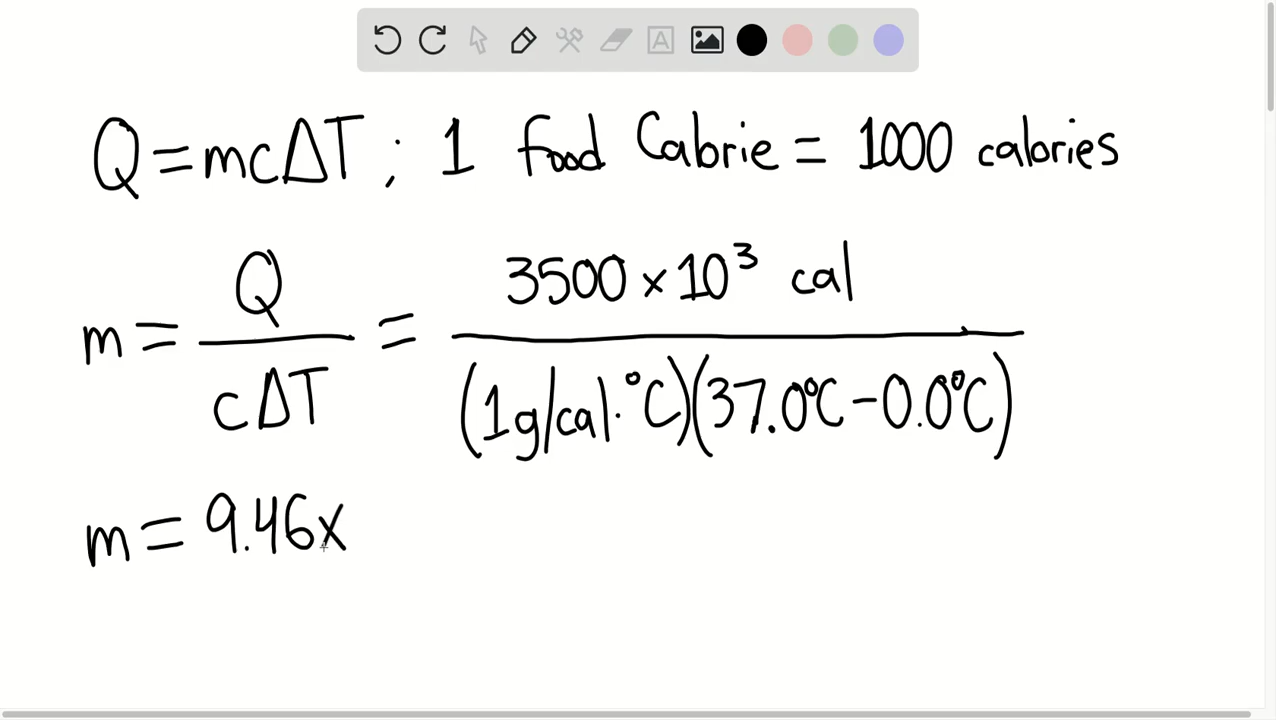 Q = mcΔT ; 1 Food Calorie = 1000 calories
m = Q / cΔT = 3500 × 10³ cal / (1g/cal·°C)(37.0°C − 0.0°C)
m = 9.46x